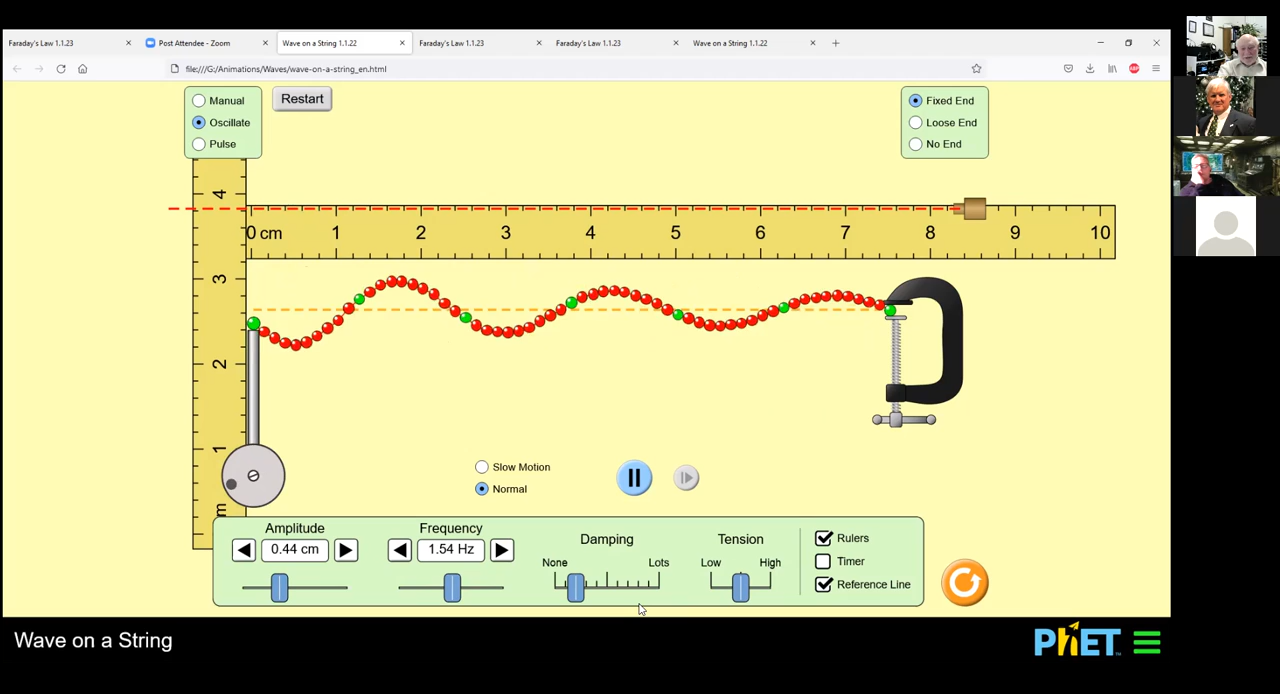 Faraday's Law 1.1.23
Post Attendee - Zoom
Wave on a String 1.1.22
Faraday's Law 1.1.23
Faraday's Law 1.1.23
Wave on a String 1.1.22
file:///G:/Animations/Waves/wave-on-a-string_en.html
ABP
Manual
Oscillate
Pulse
Restart
Fixed End
Loose End
No End
0 cm 1 2 3 4 5 6 7 8 9 10
4
3
2
1
m
Slow Motion
Normal
Amplitude
0.44 cm
Frequency
1.54 Hz
Damping
None Lots
Tension
Low High
Rulers
Timer
Reference Line
Wave on a String
PhET